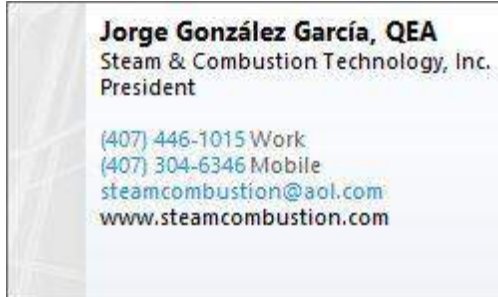 Jorge González García, QEA
Steam & Combustion Technology, Inc.
President
(407) 446-1015 Work
(407) 304-6346 Mobile
steamcombustion@aol.com
www.steamcombustion.com